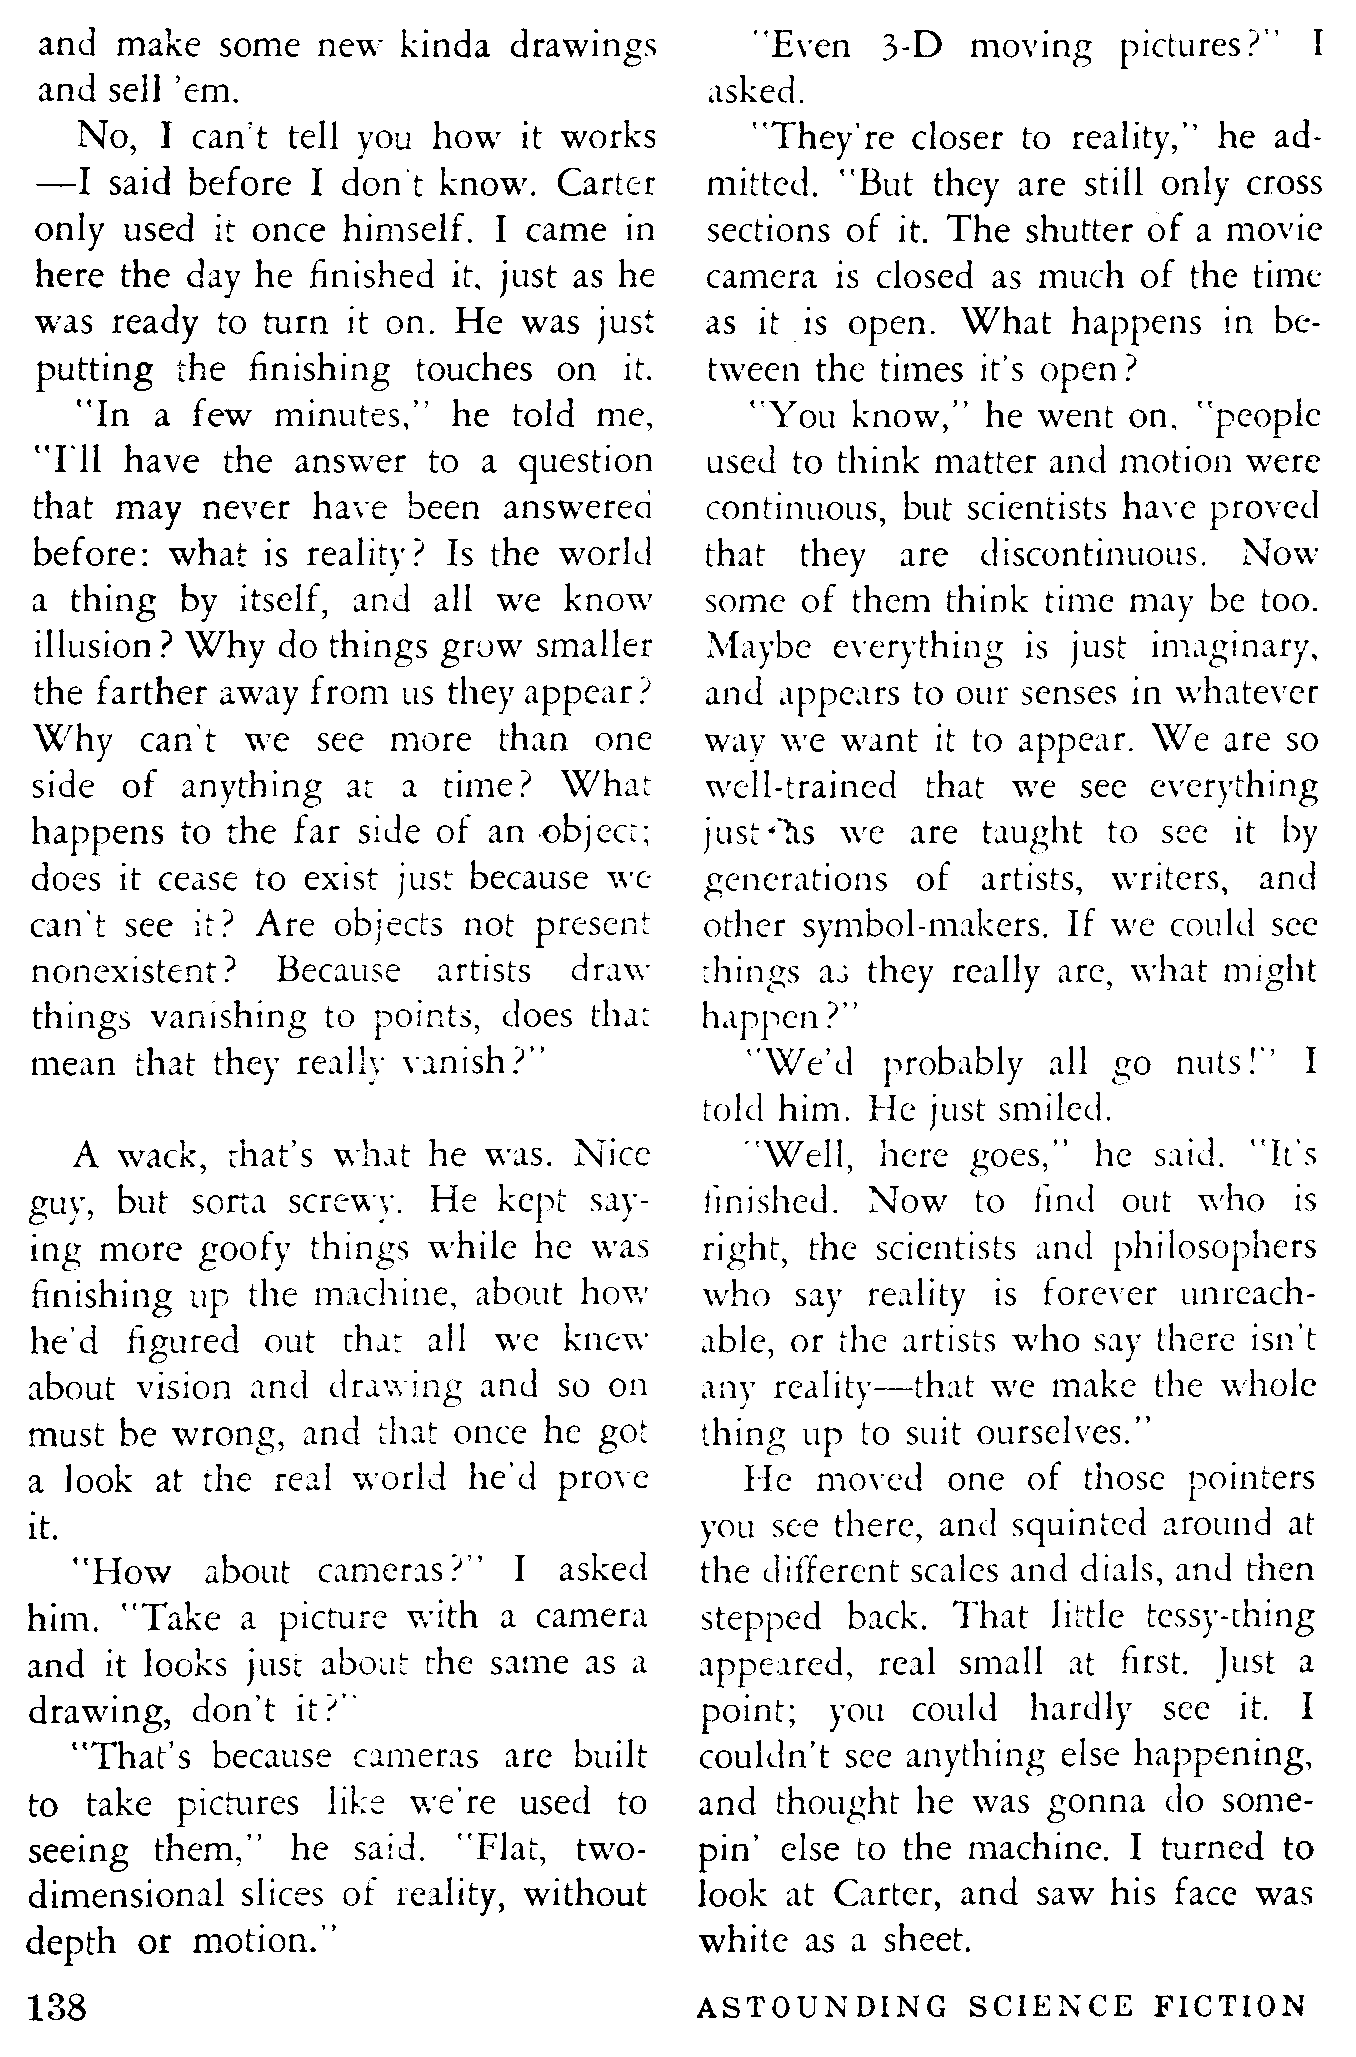 and make some new kinda drawings
and sell 'em.
No, I can't tell you how it works
—I said before I don't know. Carter
only used it once himself. I came in
here the day he finished it, just as he
was ready to turn it on. He was just
putting the finishing touches on it.
"In a few minutes," he told me,
"I'll have the answer to a question
that may never have been answered
before: what is reality? Is the world
a thing by itself, and all we know
illusion? Why do things grow smaller
the farther away from us they appear?
Why can't we see more than one
side of anything at a time? What
happens to the far side of an object;
does it cease to exist just because we
can't see it? Are objects not present
nonexistent? Because artists draw
things vanishing to points, does that
mean that they really vanish?"
A wack, that's what he was. Nice
guy, but sorta screwy. He kept say-
ing more goofy things while he was
finishing up the machine, about how
he'd figured out that all we knew
about vision and drawing and so on
must be wrong, and that once he got
a look at the real world he'd prove
it.
"How about cameras?" I asked
him. "Take a picture with a camera
and it looks just about the same as a
drawing, don't it?"
"That's because cameras are built
to take pictures like we're used to
seeing them," he said. "Flat, two-
dimensional slices of reality, without
depth or motion."
"Even 3-D moving pictures?" I
asked.
"They're closer to reality," he ad-
mitted. "But they are still only cross
sections of it. The shutter of a movie
camera is closed as much of the time
as it is open. What happens in be-
tween the times it's open?
"You know," he went on, "people
used to think matter and motion were
continuous, but scientists have proved
that they are discontinuous. Now
some of them think time may be too.
Maybe everything is just imaginary,
and appears to our senses in whatever
way we want it to appear. We are so
well-trained that we see everything
just as we are taught to see it by
generations of artists, writers, and
other symbol-makers. If we could see
things as they really are, what might
happen?"
"We'd probably all go nuts!" I
told him. He just smiled.
"Well, here goes," he said. "It's
finished. Now to find out who is
right, the scientists and philosophers
who say reality is forever unreach-
able, or the artists who say there isn't
any reality—that we make the whole
thing up to suit ourselves."
He moved one of those pointers
you see there, and squinted around at
the different scales and dials, and then
stepped back. That little tessy-thing
appeared, real small at first. Just a
point; you could hardly see it. I
couldn't see anything else happening,
and thought he was gonna do some-
pin' else to the machine. I turned to
look at Carter, and saw his face was
white as a sheet.
138
ASTOUNDING SCIENCE FICTION